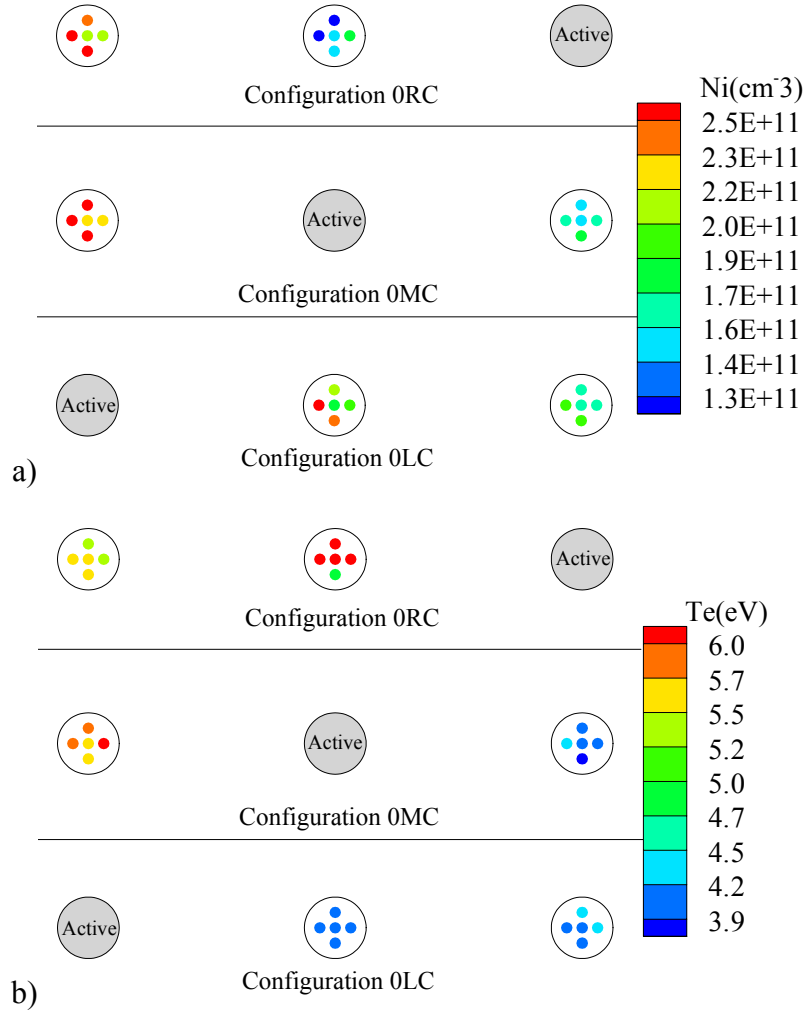 Active
Configuration 0RC
Ni(cm-3)
2.5E+11
2.3E+11
2.2E+11
2.0E+11
1.9E+11
1.7E+11
1.6E+11
1.4E+11
1.3E+11
Active
Configuration 0MC
Active
Configuration 0LC
a)
Active
Configuration 0RC
Te(eV)
6.0
5.7
5.5
5.2
5.0
4.7
4.5
4.2
3.9
Active
Configuration 0MC
Active
Configuration 0LC
b)